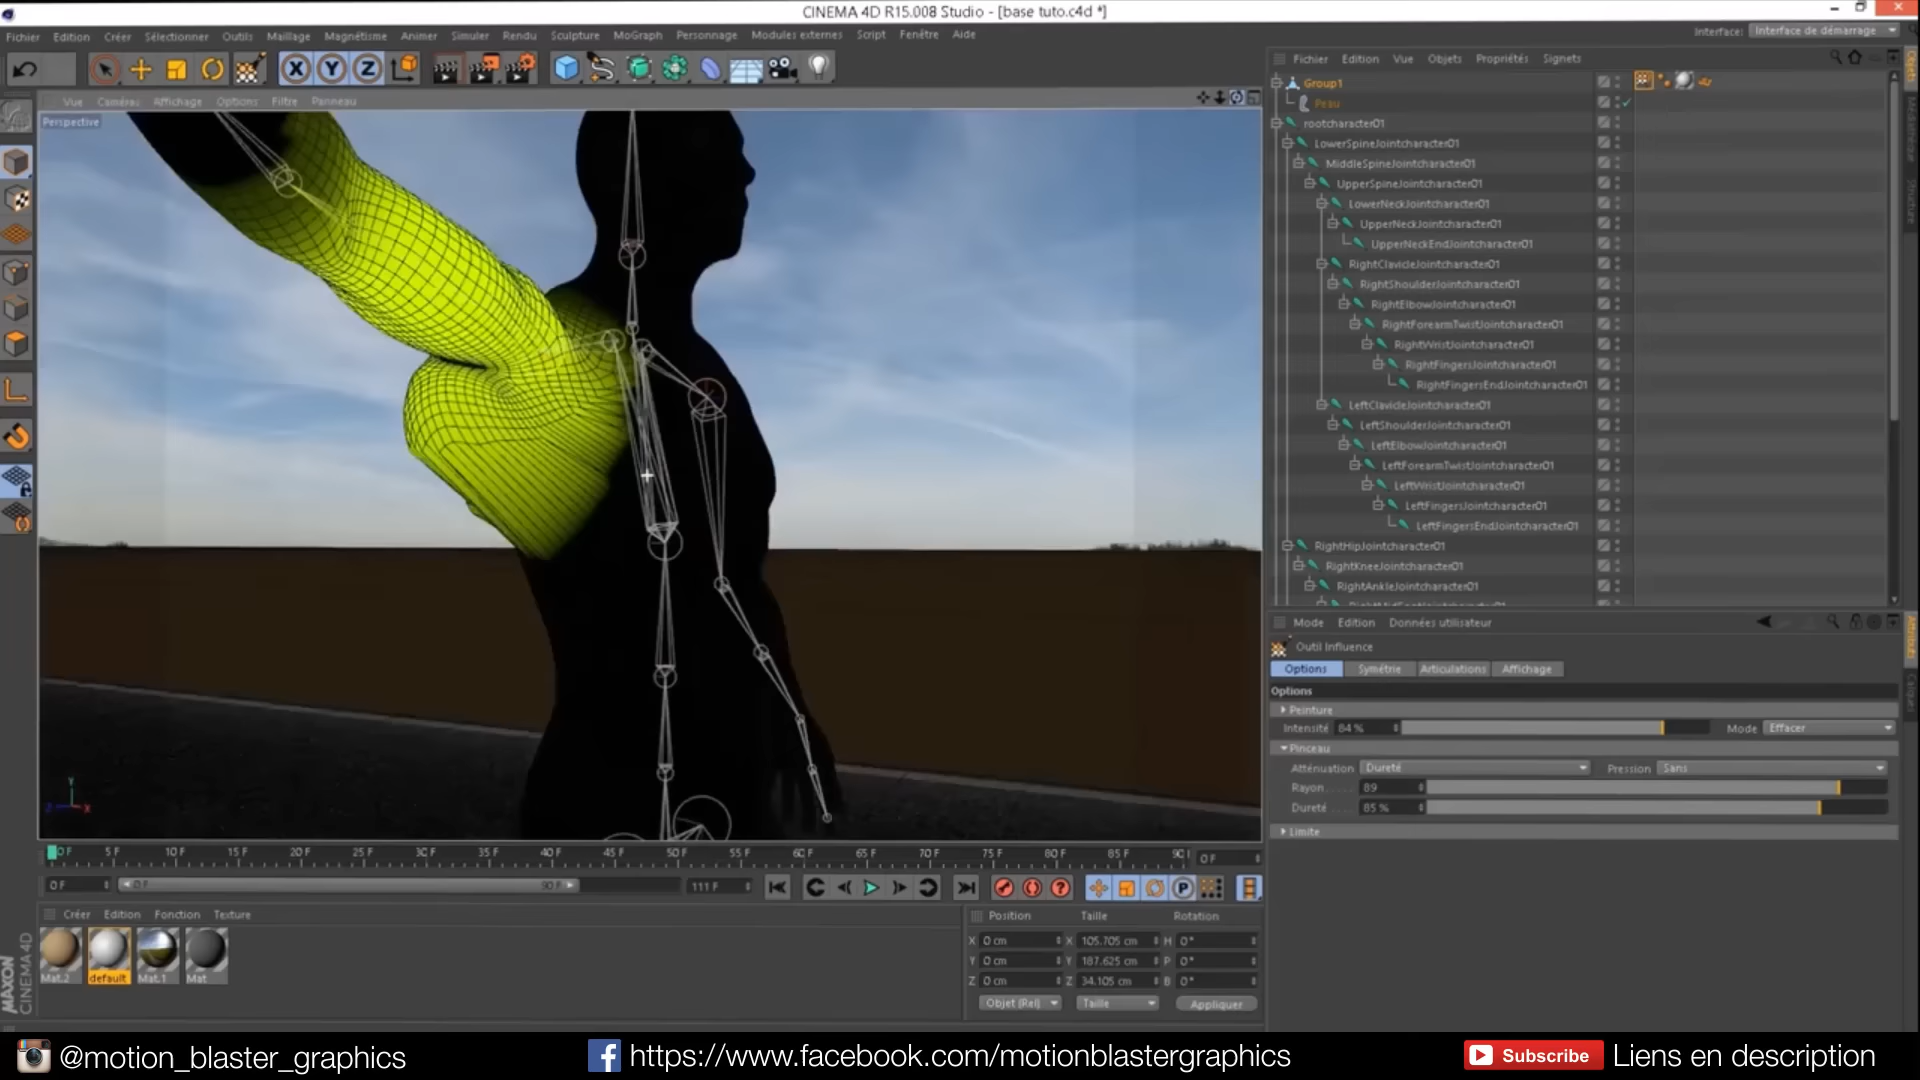 CINEMA 4D R15.008 Studio - [base tuto.c4d *]
Fichier Edition Créer Sélectionner Outils Maillage Magnétisme Animer Simuler Rendu Sculpture MoGraph Personnage Modules externes Script Fenêtre Aide
Interface: Interface de démarrage
Vue Caméras Affichage Options Filtre Panneau
Perspective
Fichier Edition Vue Objets Propriétés Signets
Group1
Peau
rootcharacter01
LowerSpineJointcharacter01
MiddleSpineJointcharacter01
UpperSpineJointcharacter01
LowerNeckJointcharacter01
UpperNeckJointcharacter01
UpperNeckEndJointcharacter01
RightClavicleJointcharacter01
RightShoulderJointcharacter01
RightElbowJointcharacter01
RightForearmTwistJointcharacter01
RightWristJointcharacter01
RightFingersJointcharacter01
RightFingersEndJointcharacter01
LeftClavicleJointcharacter01
LeftShoulderJointcharacter01
LeftElbowJointcharacter01
LeftForearmTwistJointcharacter01
LeftWristJointcharacter01
LeftFingersJointcharacter01
LeftFingersEndJointcharacter01
RightHipJointcharacter01
RightKneeJointcharacter01
RightAnkleJointcharacter01
Objets
Structure
Mode Edition Données utilisateur
Outil Influence
Options Symétrie Articulations Affichage
Options
Peinture
Intensité 84 % Mode Effacer
Pinceau
Atténuation Dureté Pression Sans
Rayon 89
Dureté 85 %
Limite
Attributs
Calques
X Y Z
Y Z X
0 F 5 F 10 F 15 F 20 F 25 F 30 F 35 F 40 F 45 F 50 F 55 F 60 F 65 F 70 F 75 F 80 F 85 F 90 0 F
0 F 0 F 90 F 111 F
Créer Edition Fonction Texture
Mat.2 default Mat.1 Mat
Position Taille Rotation
X 0 cm X 105.705 cm H 0°
Y 0 cm Y 187.625 cm P 0°
Z 0 cm Z 34.105 cm B 0°
Objet (Rel) Taille Appliquer
MAXON CINEMA 4D
@motion_blaster_graphics
https://www.facebook.com/motionblastergraphics
Subscribe
Liens en description